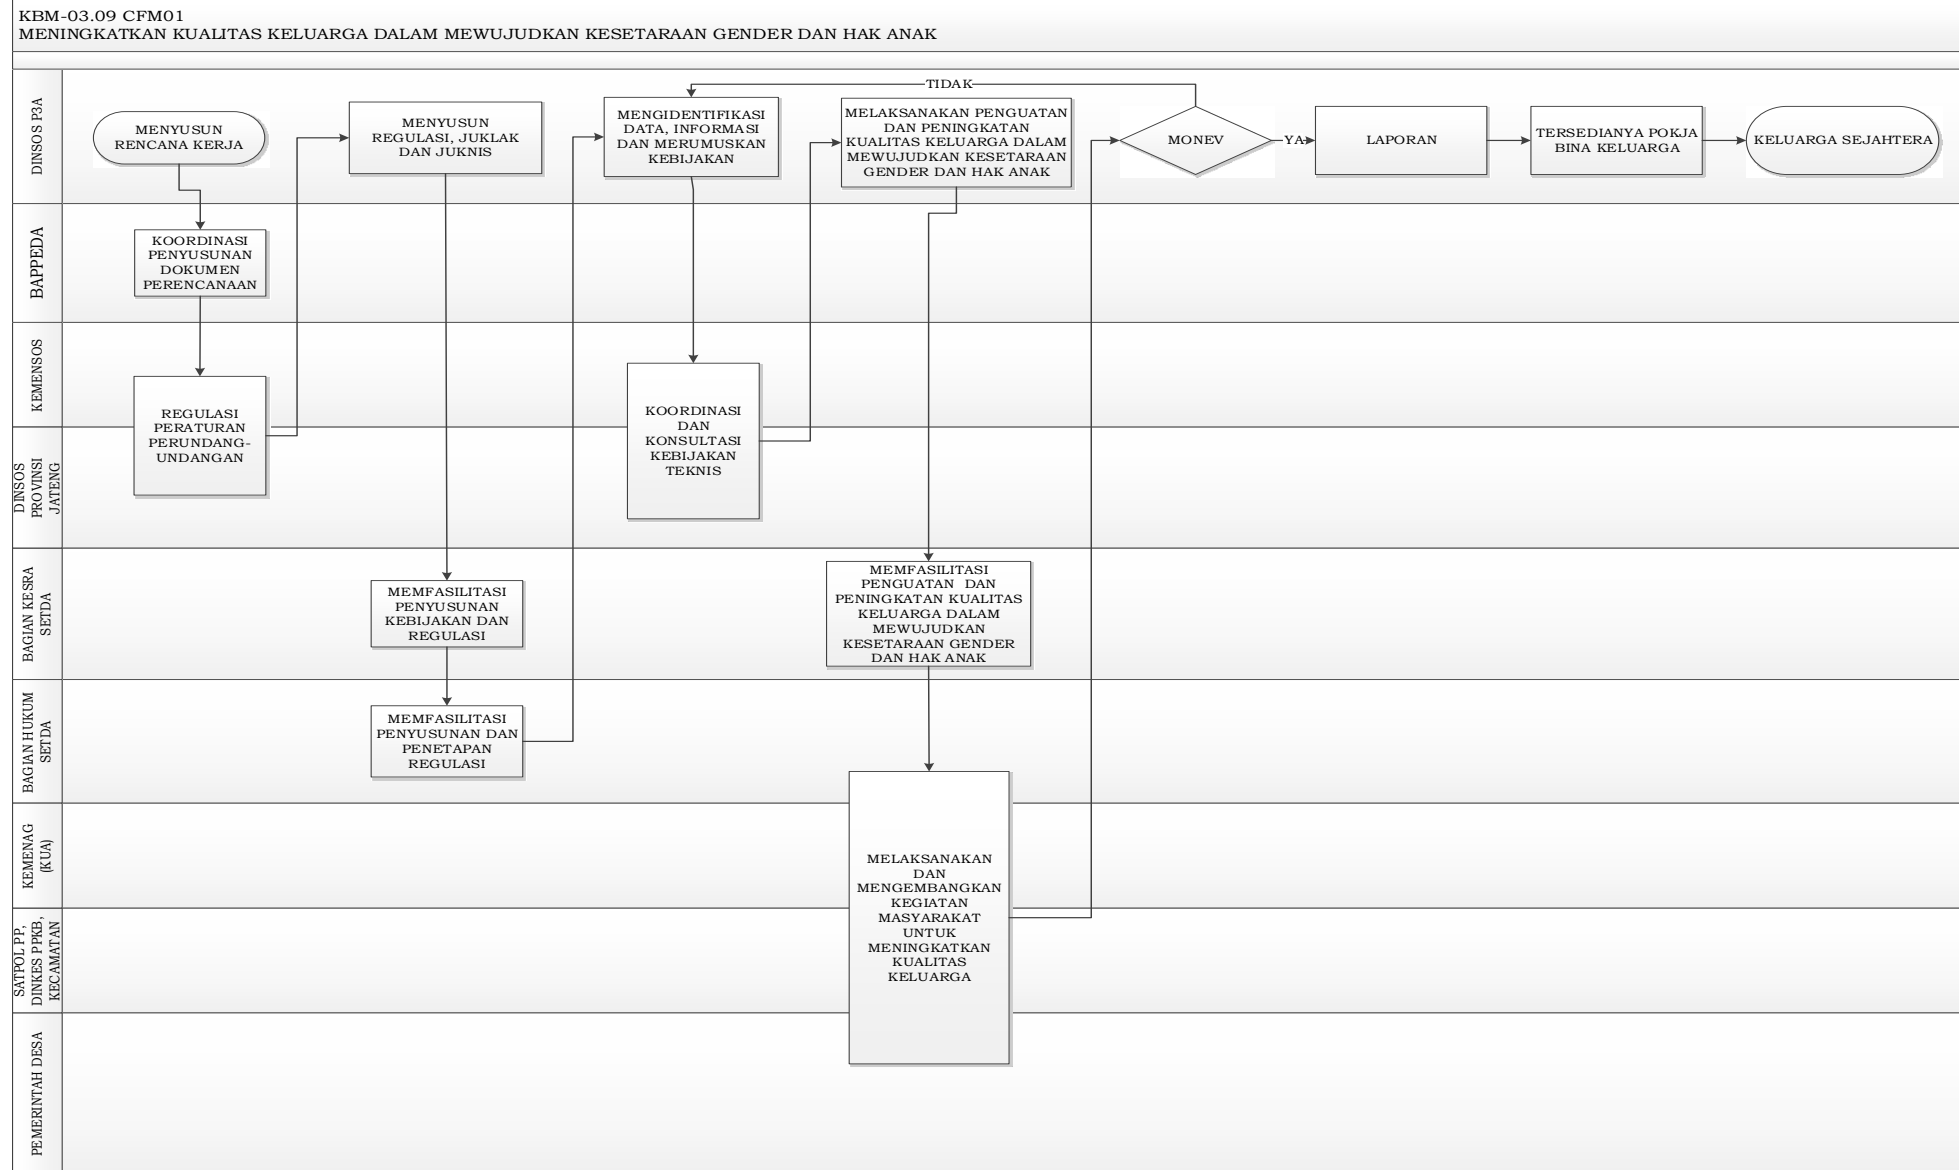 KBM-03.09 CFM01
MENINGKATKAN KUALITAS KELUARGA DALAM MEWUJUDKAN KESETARAAN GENDER DAN HAK ANAK
DINSOS P3A
MENYUSUN
RENCANA KERJA
MENYUSUN
REGULASI, JUKLAK
DAN JUKNIS
MENGIDENTIFIKASI
DATA, INFORMASI
DAN MERUMUSKAN
KEBIJAKAN
TIDAK
MELAKSANAKAN PENGUATAN
DAN PENINGKATAN
KUALITAS KELUARGA DALAM
MEWUJUDKAN KESETARAAN
GENDER DAN HAK ANAK
MONEV
YA
LAPORAN
TERSEDIANYA POKJA
BINA KELUARGA
KELUARGA SEJAHTERA
BAPPEDA
KOORDINASI
PENYUSUNAN
DOKUMEN
PERENCANAAN
KEMENSOS
REGULASI
PERATURAN
PERUNDANG-
UNDANGAN
KOORDINASI
DAN
KONSULTASI
KEBIJAKAN
TEKNIS
DINSOS
PROVINSI
JATENG
BAGIAN KESRA
SETDA
MEMFASILITASI
PENYUSUNAN
KEBIJAKAN DAN
REGULASI
MEMFASILITASI
PENGUATAN  DAN
PENINGKATAN KUALITAS
KELUARGA DALAM
MEWUJUDKAN
KESETARAAN GENDER
DAN HAK ANAK
BAGIAN HUKUM
SETDA
MEMFASILITASI
PENYUSUNAN DAN
PENETAPAN
REGULASI
KEMENAG
(KUA)
MELAKSANAKAN
DAN
MENGEMBANGKAN
KEGIATAN
MASYARAKAT
UNTUK
MENINGKATKAN
KUALITAS
KELUARGA
SATPOL PP,
DINKES PPKB,
KECAMATAN
PEMERINTAH DESA